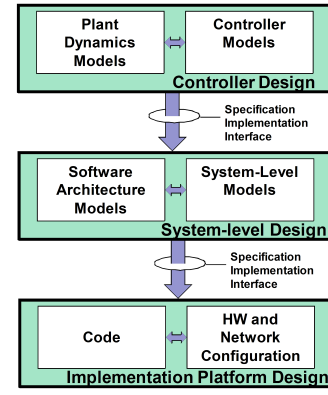 Plant
Dynamics
Models
Controller
Models
Controller Design
Specification
Implementation
Interface
Software
Architecture
Models
System-Level
Models
System-level Design
Specification
Implementation
Interface
Code
HW and
Network
Configuration
Implementation Platform Design